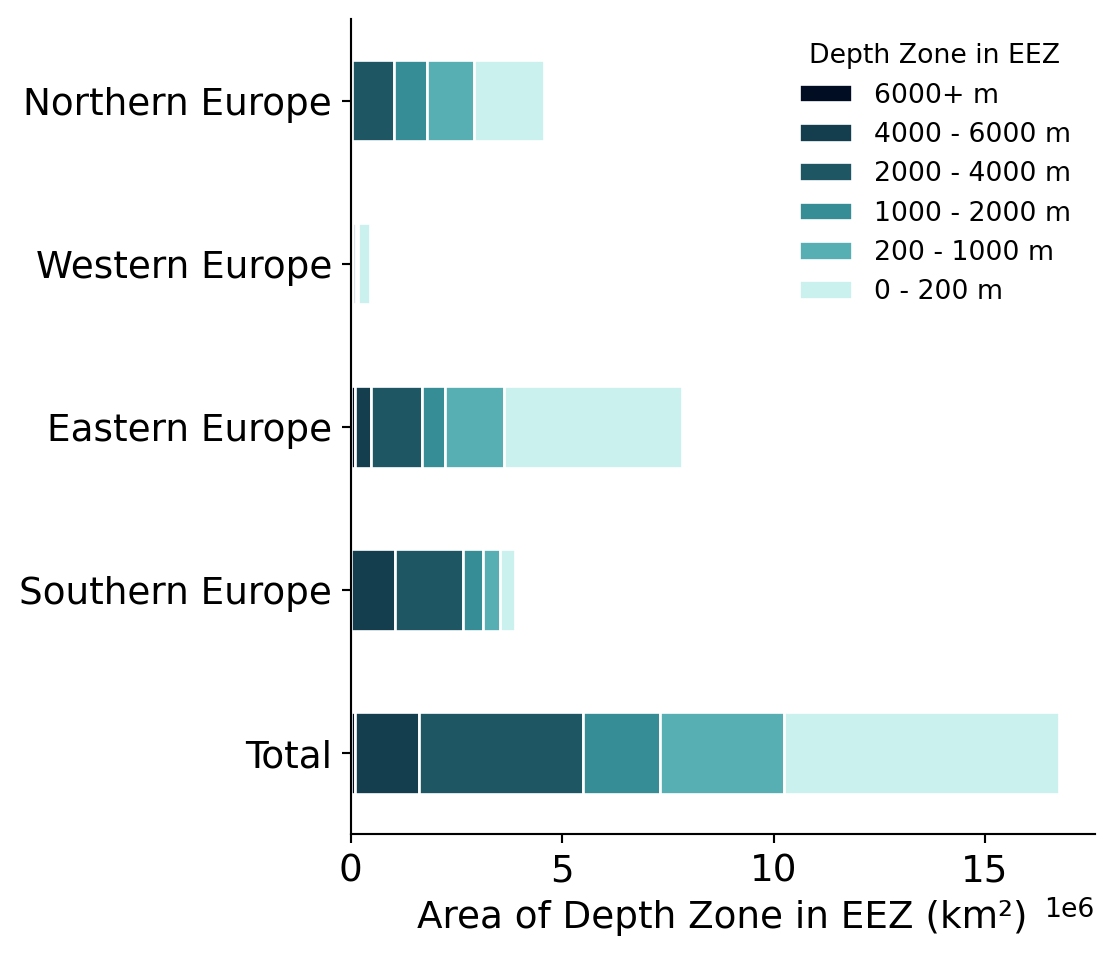 Depth Zone in EEZ
6000+ m
4000 - 6000 m
2000 - 4000 m
1000 - 2000 m
200 - 1000 m
0 - 200 m
Northern Europe
Western Europe
Eastern Europe
Southern Europe
Total
0 5 10 15
Area of Depth Zone in EEZ (km²) 1e6